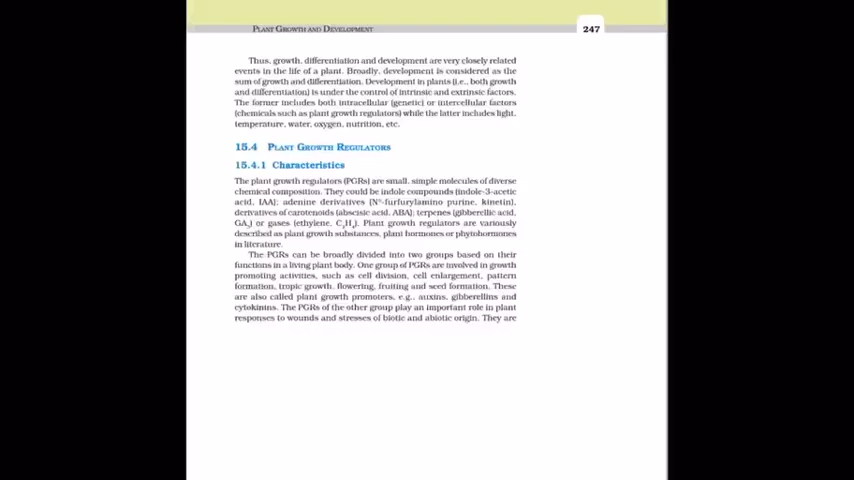 PLANT GROWTH AND DEVELOPMENT 247
Thus, growth, differentiation and development are very closely related
events in the life of a plant. Broadly, development is considered as the
sum of growth and differentiation. Development in plants (i.e., both growth
and differentiation) is under the control of intrinsic and extrinsic factors.
The former includes both intracellular (genetic) or intercellular factors
(chemicals such as plant growth regulators) while the latter includes light,
temperature, water, oxygen, nutrition, etc.
15.4 PLANT GROWTH REGULATORS
15.4.1 Characteristics
The plant growth regulators (PGRs) are small, simple molecules of diverse
chemical composition. They could be indole compounds (indole-3-acetic
acid, IAA); adenine derivatives (N⁶-furfurylamino purine, kinetin),
derivatives of carotenoids (abscisic acid, ABA); terpenes (gibberellic acid,
GA₃) or gases (ethylene, C₂H₄). Plant growth regulators are variously
described as plant growth substances, plant hormones or phytohormones
in literature.
The PGRs can be broadly divided into two groups based on their
functions in a living plant body. One group of PGRs are involved in growth
promoting activities, such as cell division, cell enlargement, pattern
formation, tropic growth, flowering, fruiting and seed formation. These
are also called plant growth promoters, e.g., auxins, gibberellins and
cytokinins. The PGRs of the other group play an important role in plant
responses to wounds and stresses of biotic and abiotic origin. They are